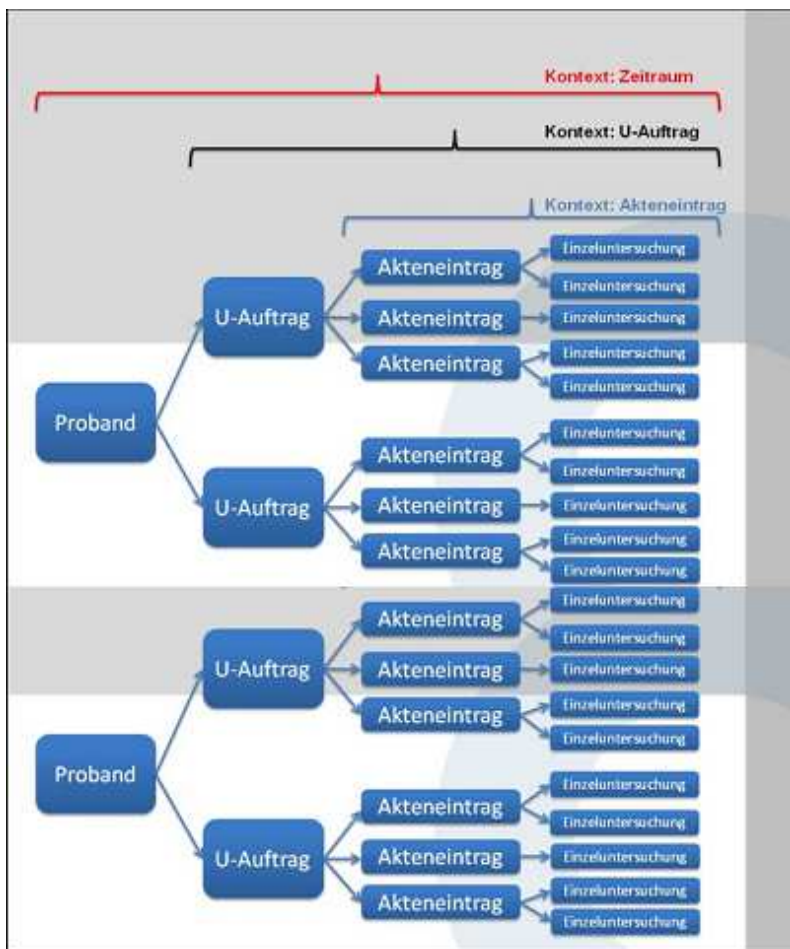 Kontext: Zeitraum
Kontext: U-Auftrag
Kontext: Akteneintrag
Proband
U-Auftrag
Akteneintrag
Einzeluntersuchung
Einzeluntersuchung
Akteneintrag
Einzeluntersuchung
Akteneintrag
Einzeluntersuchung
Einzeluntersuchung
U-Auftrag
Akteneintrag
Einzeluntersuchung
Einzeluntersuchung
Akteneintrag
Einzeluntersuchung
Akteneintrag
Einzeluntersuchung
Einzeluntersuchung
Proband
U-Auftrag
Akteneintrag
Einzeluntersuchung
Einzeluntersuchung
Akteneintrag
Einzeluntersuchung
Akteneintrag
Einzeluntersuchung
Einzeluntersuchung
U-Auftrag
Akteneintrag
Einzeluntersuchung
Einzeluntersuchung
Akteneintrag
Einzeluntersuchung
Akteneintrag
Einzeluntersuchung
Einzeluntersuchung